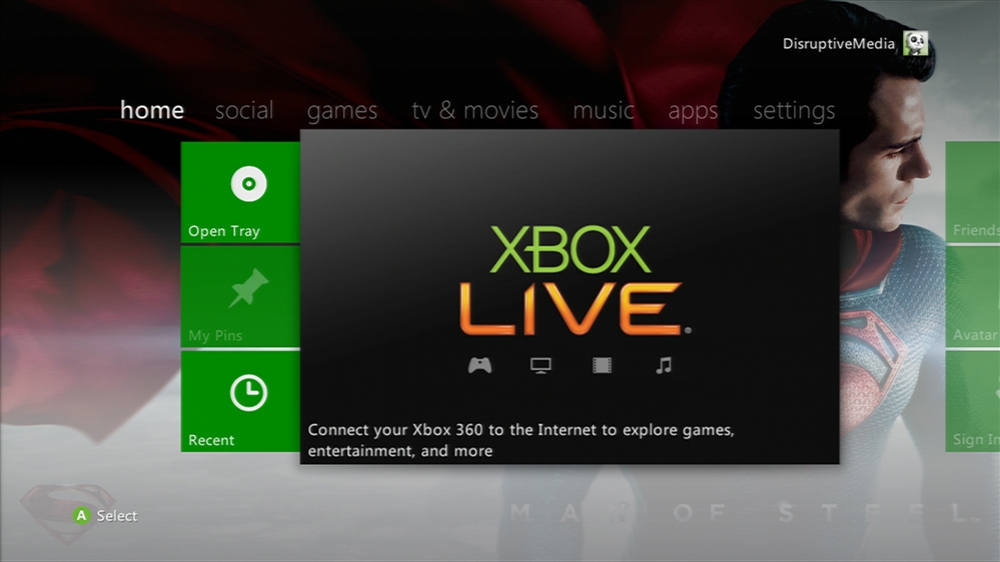 DisruptiveMedia
home social games tv & movies music apps settings
Open Tray
My Pins
Recent
XBOX
LIVE
Connect your Xbox 360 to the Internet to explore games,
entertainment, and more
Friends
Avatar
Sign In
A Select
MAN OF STEEL™